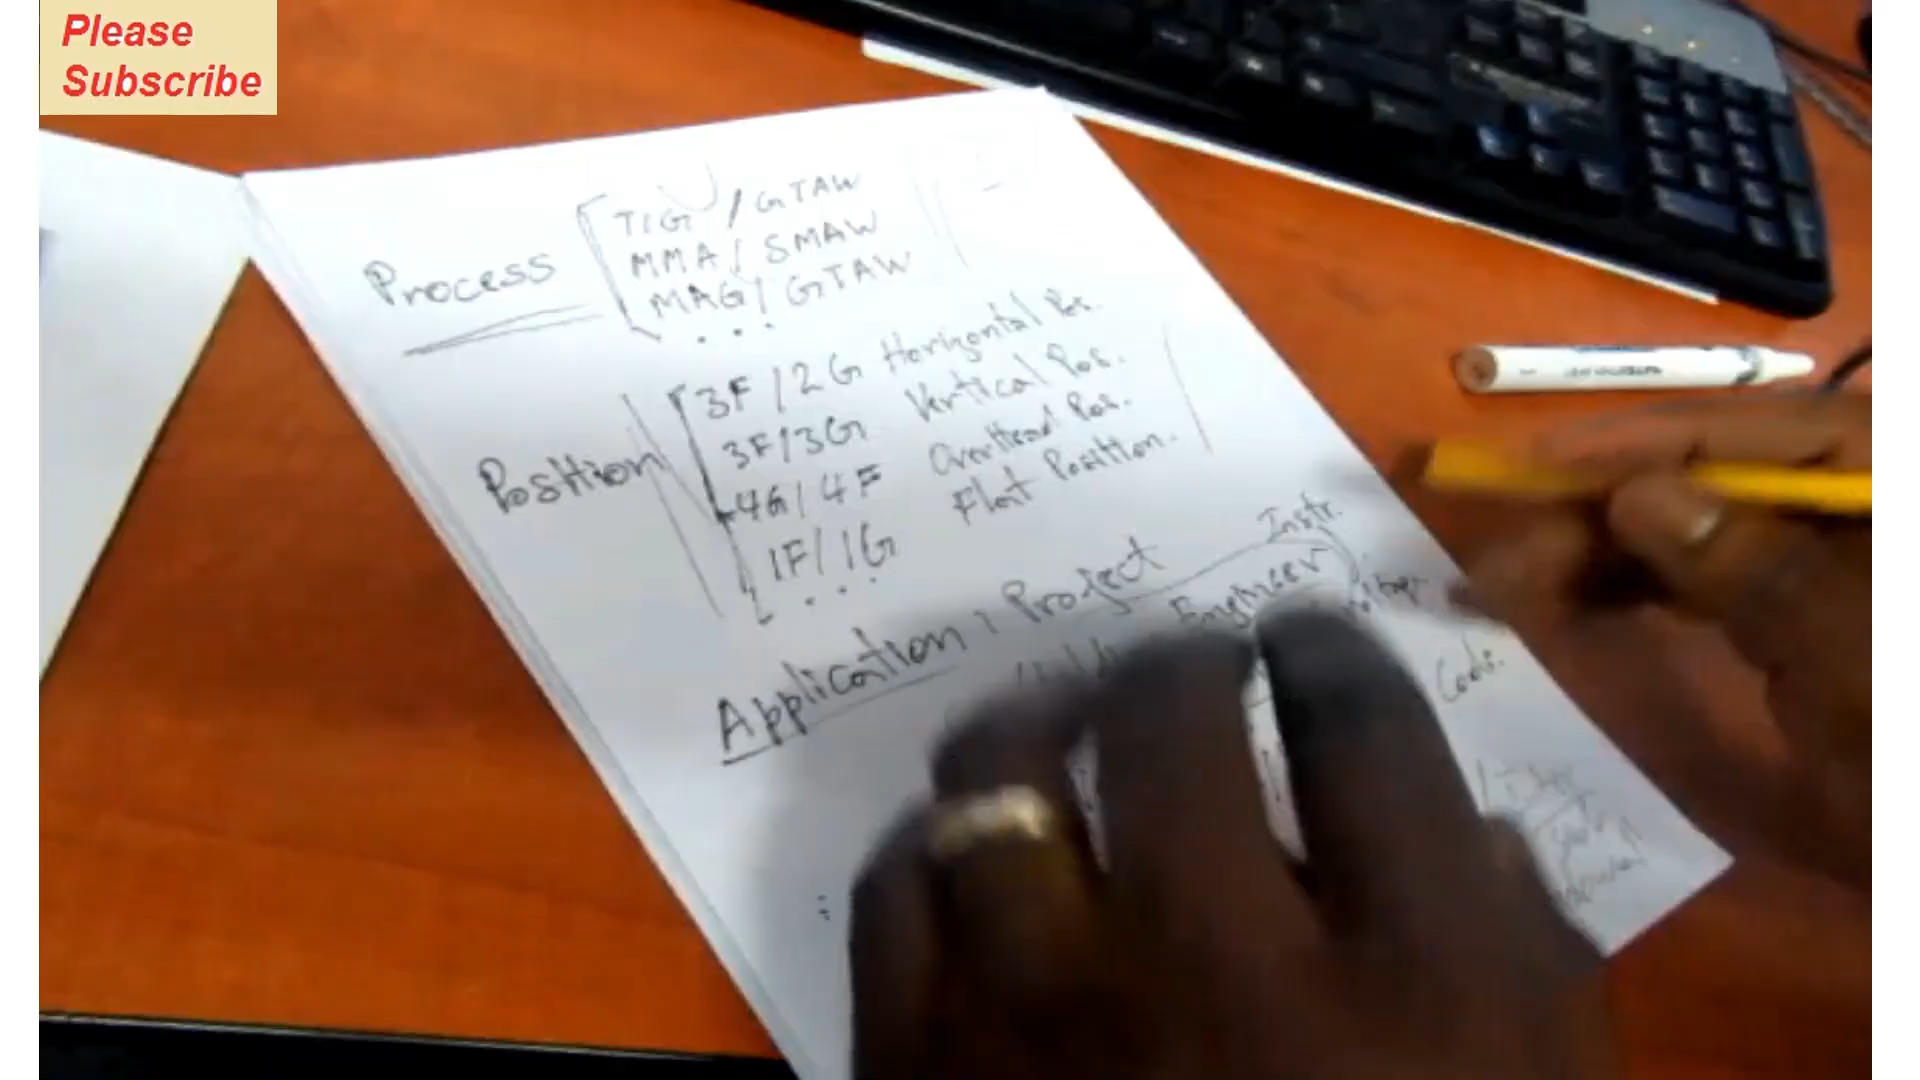 Please
Subscribe
Process
TIG / GTAW
MMA / SMAW
MAG / GTAW
. . .
Position
3F / 2G Horizontal Pos.
3F / 3G Vertical Pos.
4G / 4F Overhead Pos.
1F / 1G Flat Position.
. . .
Instr.
Application : Project Engineer
Code.